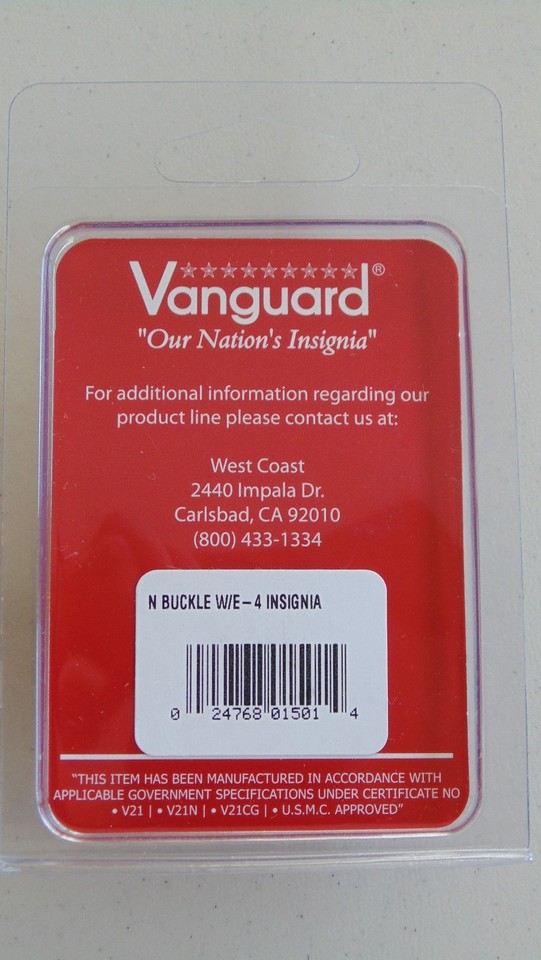 Vanguard®
"Our Nation's Insignia"
For additional information regarding our
product line please contact us at:
West Coast
2440 Impala Dr.
Carlsbad, CA 92010
(800) 433-1334
N BUCKLE W/E-4 INSIGNIA
0 24768 01501 4
"THIS ITEM HAS BEEN MANUFACTURED IN ACCORDANCE WITH
APPLICABLE GOVERNMENT SPECIFICATIONS UNDER CERTIFICATE NO
• V21 | • V21N | • V21CG | • U.S.M.C. APPROVED"